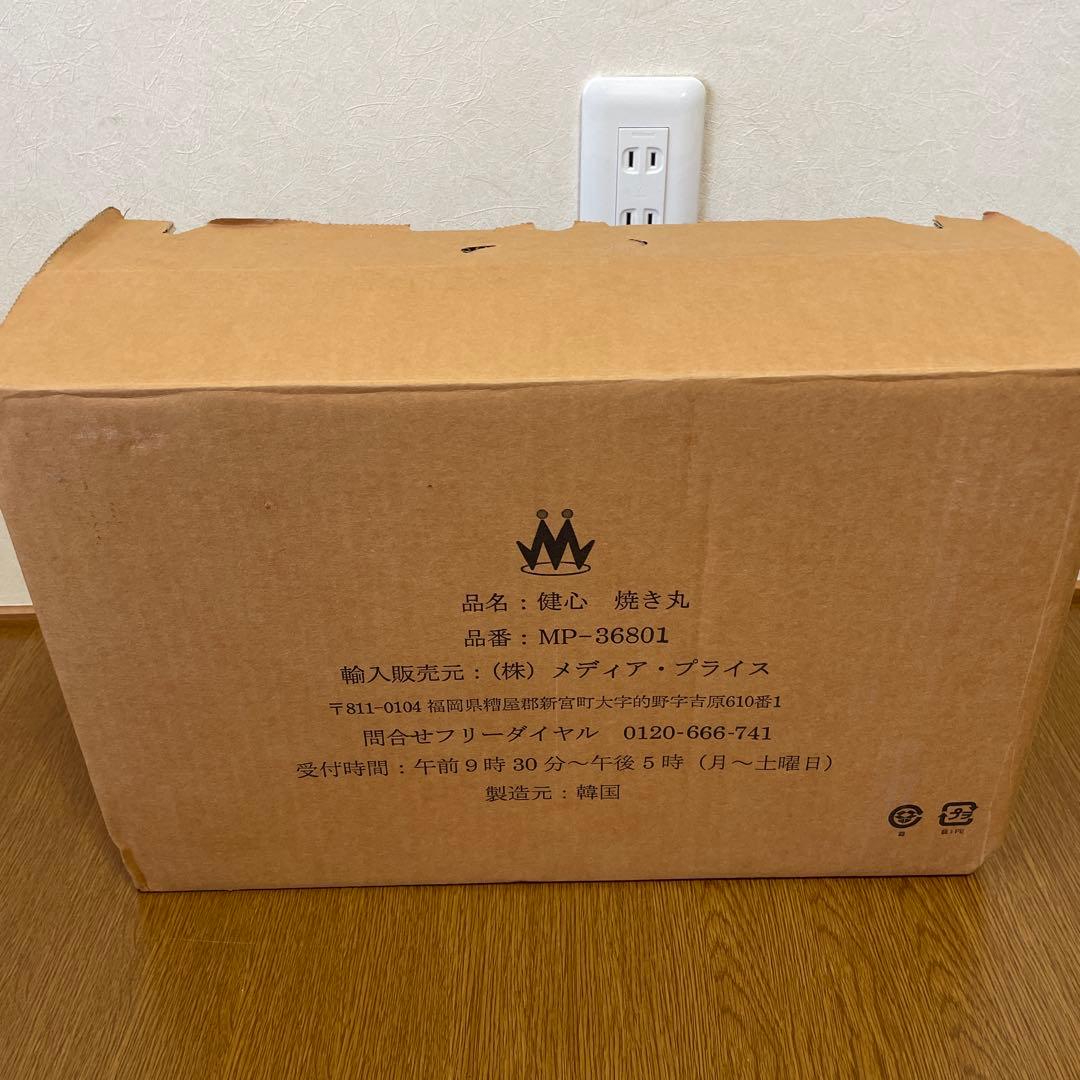 品名：健心　焼き丸
品番：MP-36801
輸入販売元：（株）メディア・プライス
〒811-0104 福岡県糟屋郡新宮町大字的野字吉原610番1
問合せフリーダイヤル　0120-666-741
受付時間：午前9時30分～午後5時（月～土曜日）
製造元：韓国
プラ